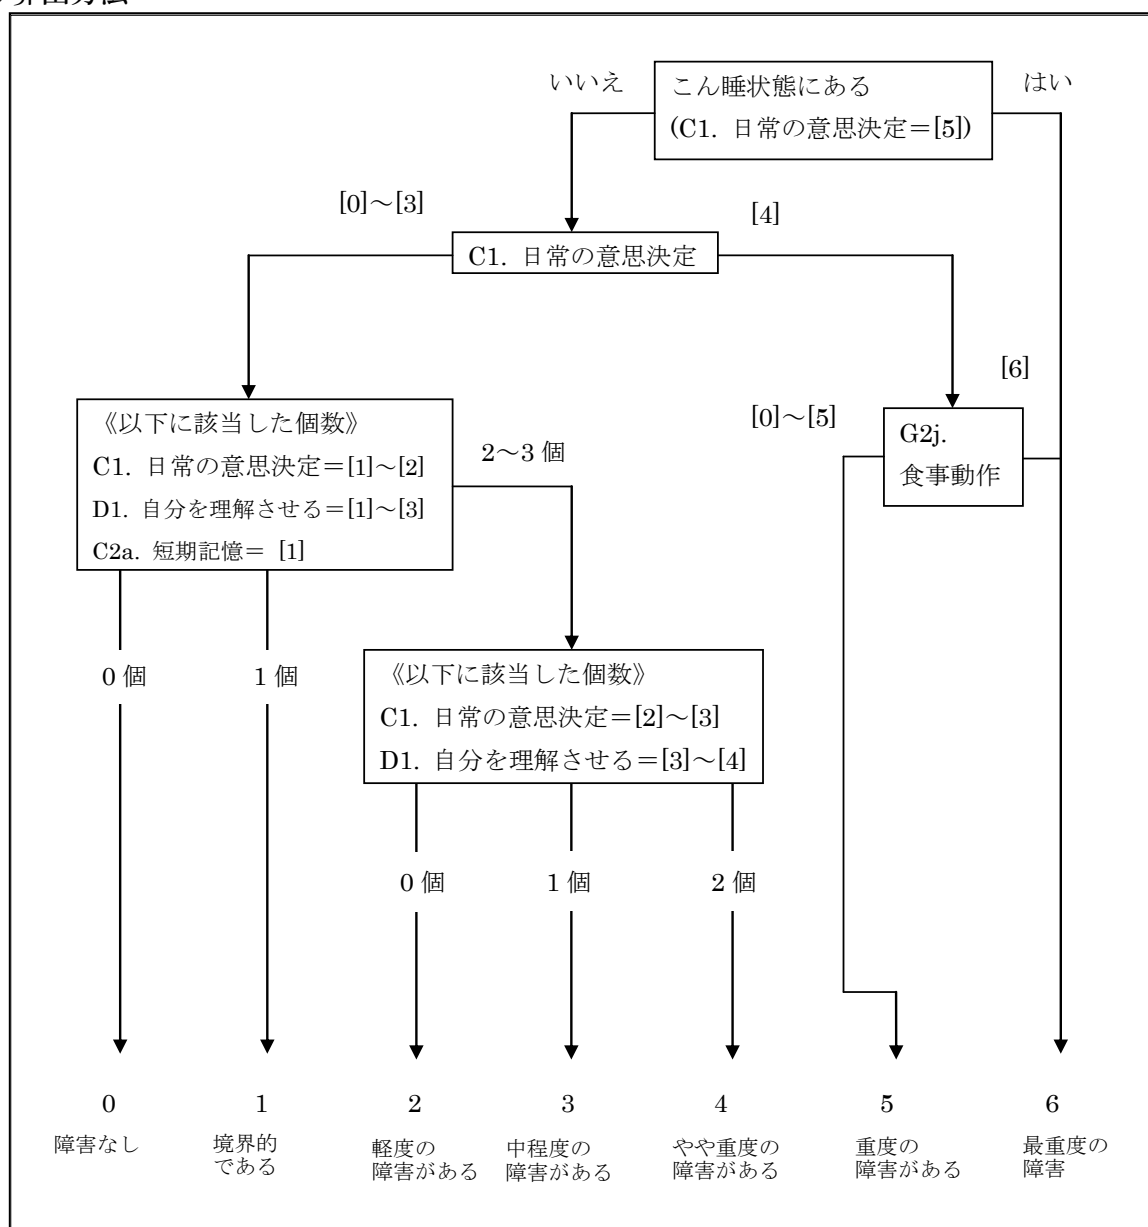 いいえ
こん睡状態にある
(C1. 日常の意思決定=[5])
はい
[0]～[3]
[4]
C1. 日常の意思決定
[6]
《以下に該当した個数》
C1. 日常の意思決定=[1]～[2]
D1. 自分を理解させる=[1]～[3]
C2a. 短期記憶= [1]
2～3 個
[0]～[5]
G2j.
食事動作
0 個
1 個
《以下に該当した個数》
C1. 日常の意思決定=[2]～[3]
D1. 自分を理解させる=[3]～[4]
0 個
1 個
2 個
0
障害なし
1
境界的
である
2
軽度の
障害がある
3
中程度の
障害がある
4
やや重度の
障害がある
5
重度の
障害がある
6
最重度の
障害